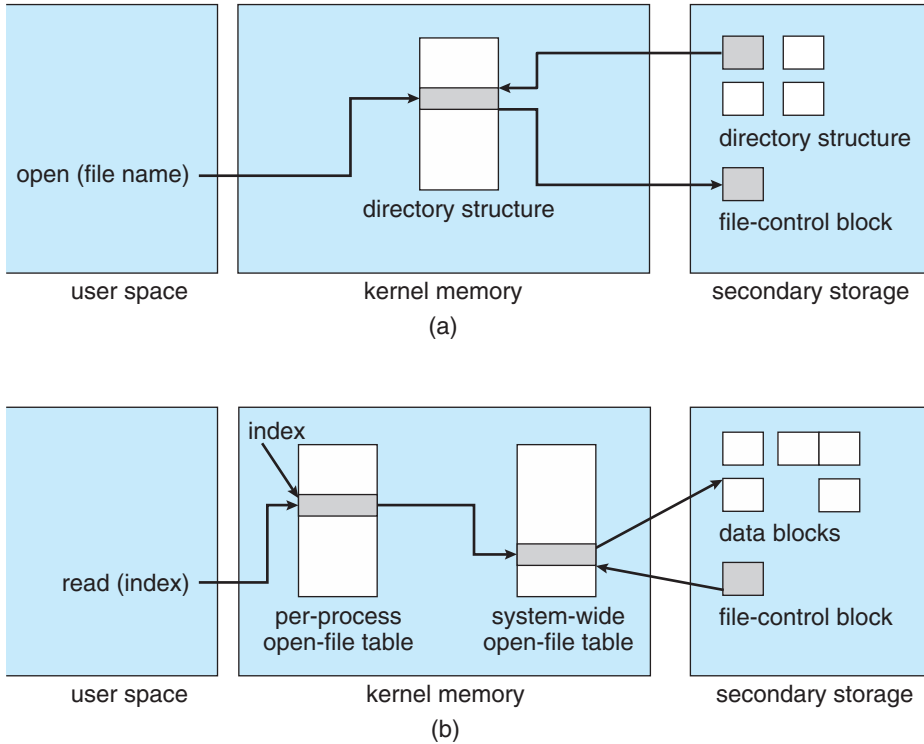 directory structure
open (file name)
directory structure
file-control block
user space
kernel memory
secondary storage
(a)
index
data blocks
read (index)
per-process
open-file table
system-wide
open-file table
file-control block
user space
kernel memory
secondary storage
(b)